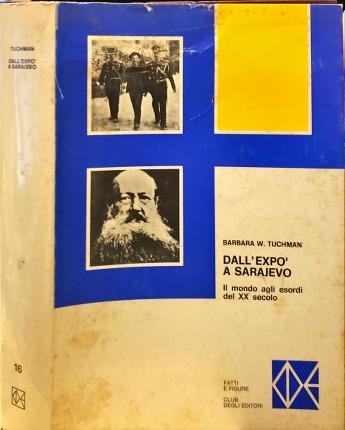 TUCHMAN
DALL'EXPO'
A SARAJEVO
16
BARBARA W. TUCHMAN
DALL'EXPO'
A SARAJEVO
Il mondo agli esordi
del XX secolo
FATTI
E FIGURE
CLUB
DEGLI EDITORI